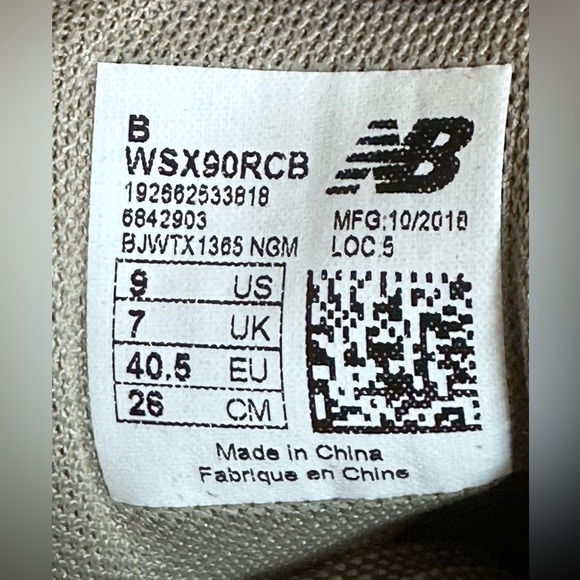 B
WSX90RCB
192662533818
6842903
BJWTX1365 NGM
NB
MFG:10/2018
LOC:5
9 US
7 UK
40.5 EU
26 CM
Made in China
Fabrique en Chine